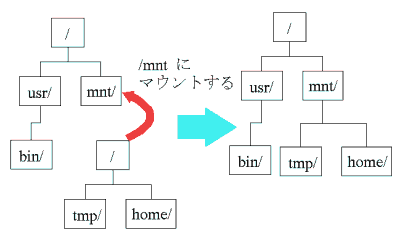 /
/mnt に
マウントする
usr/
mnt/
bin/
/
tmp/
home/
/
usr/
mnt/
bin/
tmp/
home/